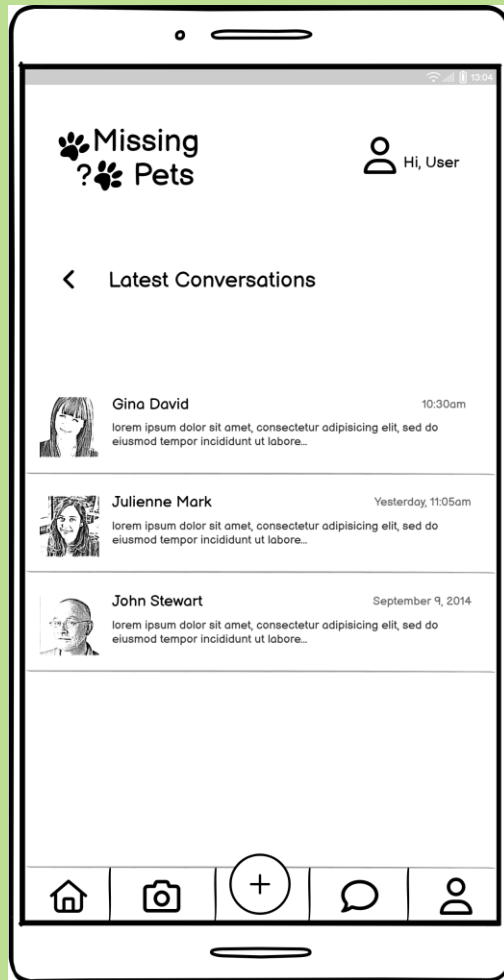 13:04
Missing
? Pets
Hi, User
Latest Conversations
Gina David
10:30am
lorem ipsum dolor sit amet, consectetur adipisicing elit, sed do
eiusmod tempor incididunt ut labore...
Julienne Mark
Yesterday, 11:05am
lorem ipsum dolor sit amet, consectetur adipisicing elit, sed do
eiusmod tempor incididunt ut labore...
John Stewart
September 9, 2014
lorem ipsum dolor sit amet, consectetur adipisicing elit, sed do
eiusmod tempor incididunt ut labore...